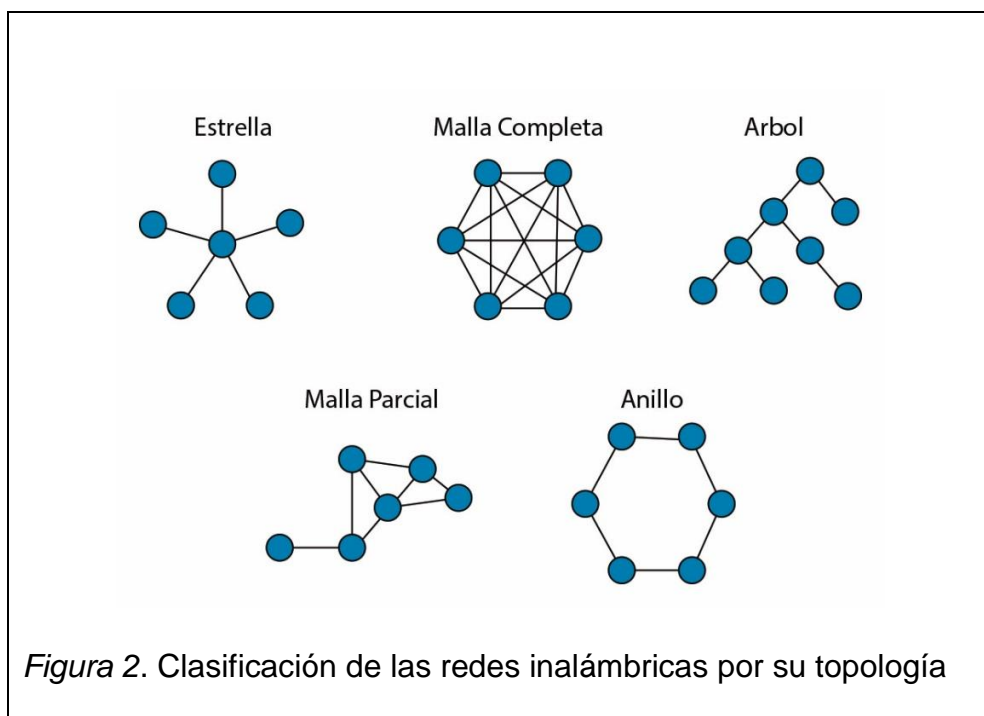 Estrella
Malla Completa
Arbol
Malla Parcial
Anillo
Figura 2. Clasificación de las redes inalámbricas por su topología